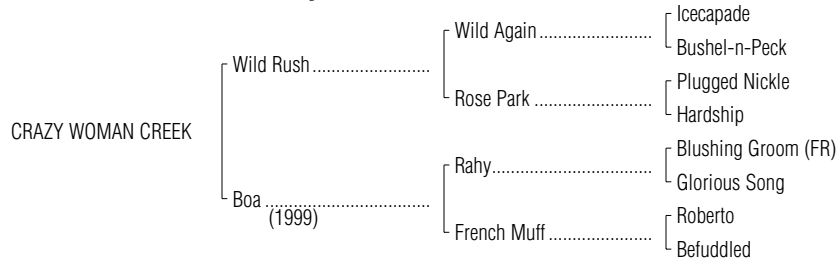 Icecapade
Wild Again
Bushel-n-Peck
Wild Rush
Plugged Nickle
Rose Park
Hardship
CRAZY WOMAN CREEK
Blushing Groom (FR)
Rahy
Glorious Song
Boa
(1999)
Roberto
French Muff
Befuddled